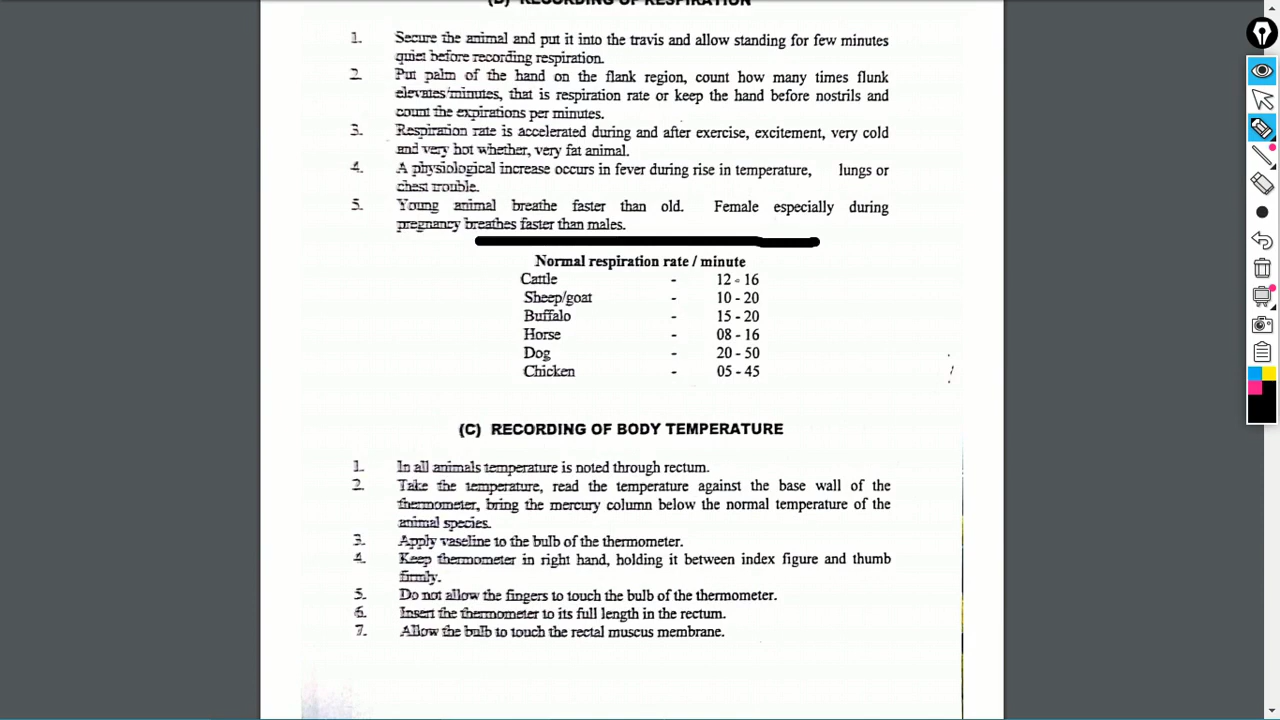 (B) RECORDING OF RESPIRATION
1. Secure the animal and put it into the travis and allow standing for few minutes
quiet before recording respiration.
2. Put palm of the hand on the flank region, count how many times flunk
elevates/minutes, that is respiration rate or keep the hand before nostrils and
count the expirations per minutes.
3. Respiration rate is accelerated during and after exercise, excitement, very cold
and very hot whether, very fat animal.
4. A physiological increase occurs in fever during rise in temperature, lungs or
chest trouble.
5. Young animal breathe faster than old. Female especially during
pregnancy breathes faster than males.
Normal respiration rate / minute
Cattle - 12 - 16
Sheep/goat - 10 - 20
Buffalo - 15 - 20
Horse - 08 - 16
Dog - 20 - 50
Chicken - 05 - 45
(C) RECORDING OF BODY TEMPERATURE
1. In all animals temperature is noted through rectum.
2. Take the temperature, read the temperature against the base wall of the
thermometer, bring the mercury column below the normal temperature of the
animal species.
3. Apply vaseline to the bulb of the thermometer.
4. Keep thermometer in right hand, holding it between index figure and thumb
firmly.
5. Do not allow the fingers to touch the bulb of the thermometer.
6. Insert the thermometer to its full length in the rectum.
7. Allow the bulb to touch the rectal muscus membrane.